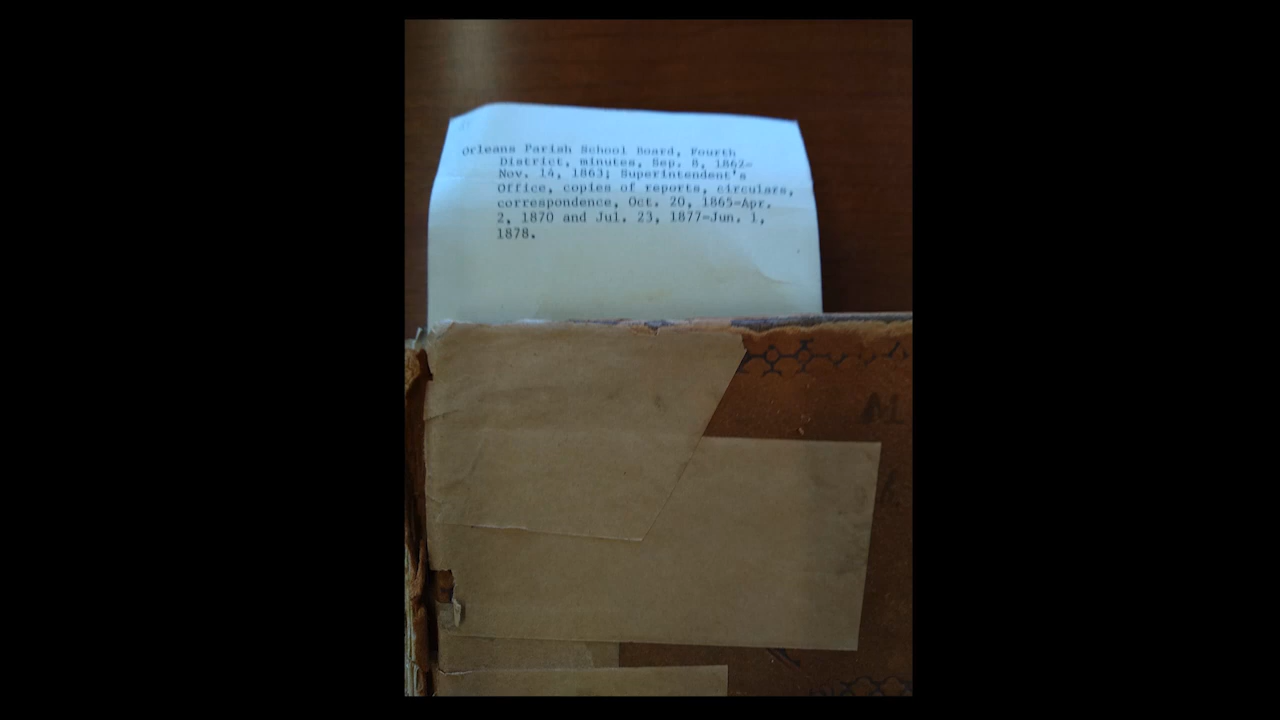 Orleans Parish School Board, Fourth
District, minutes, Sep. 8, 1862-
Nov. 14, 1863; Superintendent's
Office, copies of reports, circulars,
correspondence, Oct. 20, 1865-Apr.
2, 1870 and Jul. 23, 1877-Jun. 1,
1878.